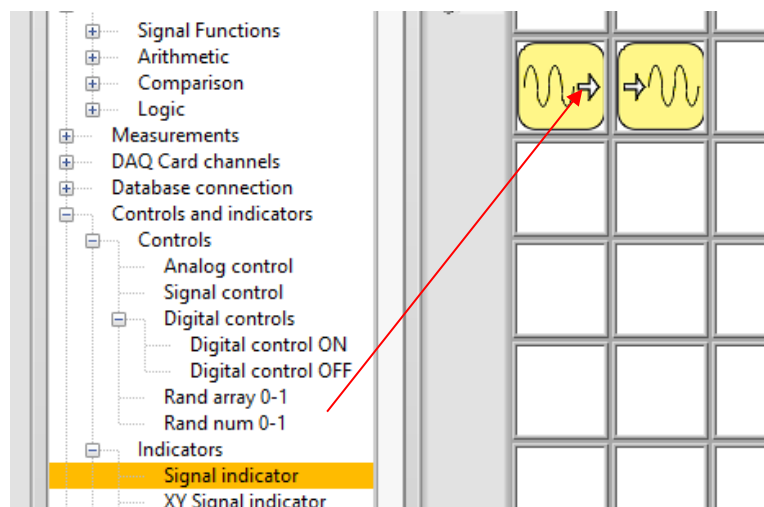 Signal Functions
Arithmetic
Comparison
Logic
Measurements
DAQ Card channels
Database connection
Controls and indicators
Controls
Analog control
Signal control
Digital controls
Digital control ON
Digital control OFF
Rand array 0-1
Rand num 0-1
Indicators
Signal indicator
XY Signal indicator